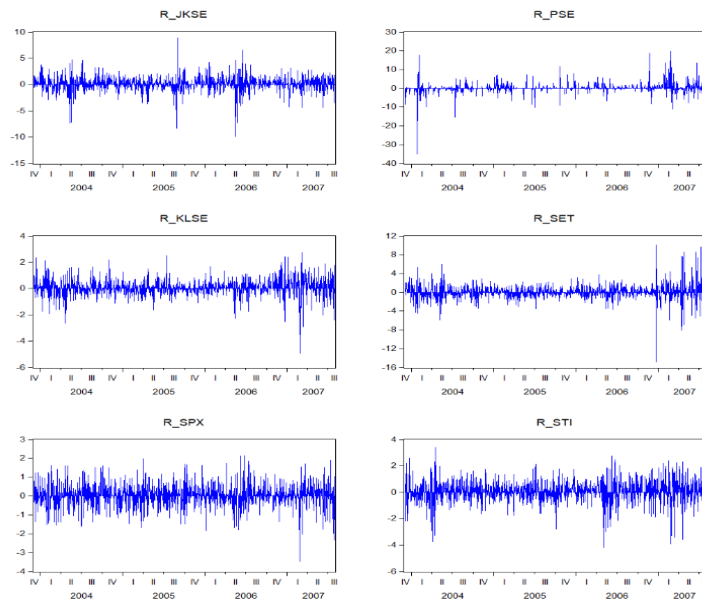 R_JKSE
10
5
0
-5
-10
-15
IV I II III IV I II III IV I II III IV I II III
2004 2005 2006 2007
R_PSE
30
20
10
0
-10
-20
-30
-40
IV I II III IV I II III IV I II III IV I II
2004 2005 2006 2007
R_KLSE
4
2
0
-2
-4
-6
IV I II III IV I II III IV I II III IV I II III
2004 2005 2006 2007
R_SET
12
8
4
0
-4
-8
-12
-16
IV I II III IV I II III IV I II III IV I II
2004 2005 2006 2007
R_SPX
3
2
1
0
-1
-2
-3
-4
IV I II III IV I II III IV I II III IV I II III
2004 2005 2006 2007
R_STI
4
2
0
-2
-4
-6
IV I II III IV I II III IV I II III IV I II
2004 2005 2006 2007